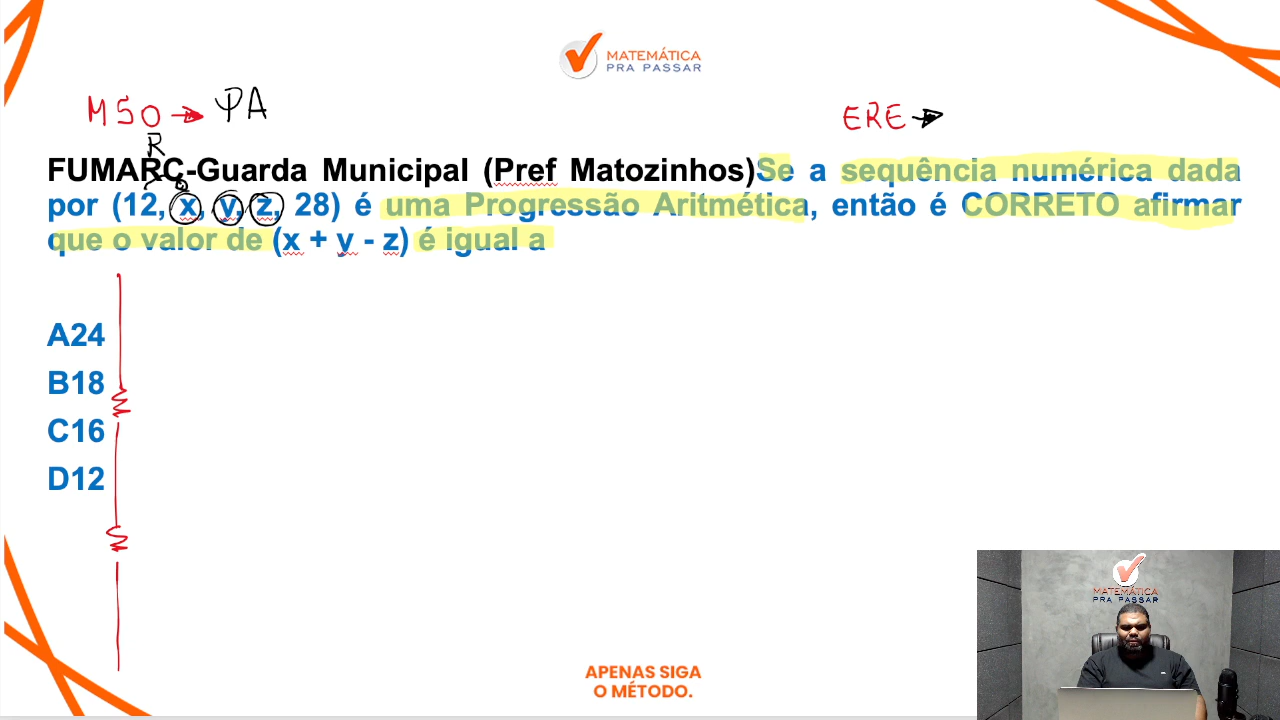 MATEMÁTICA
PRA PASSAR
MSO → PA
ERE →
R
FUMARC-Guarda Municipal (Pref Matozinhos)Se a sequência numérica dada
por (12, x, y, z, 28) é uma Progressão Aritmética, então é CORRETO afirmar
que o valor de (x + y - z) é igual a
A24
B18
C16
D12
MATEMÁTICA
PRA PASSAR
APENAS SIGA
O MÉTODO.